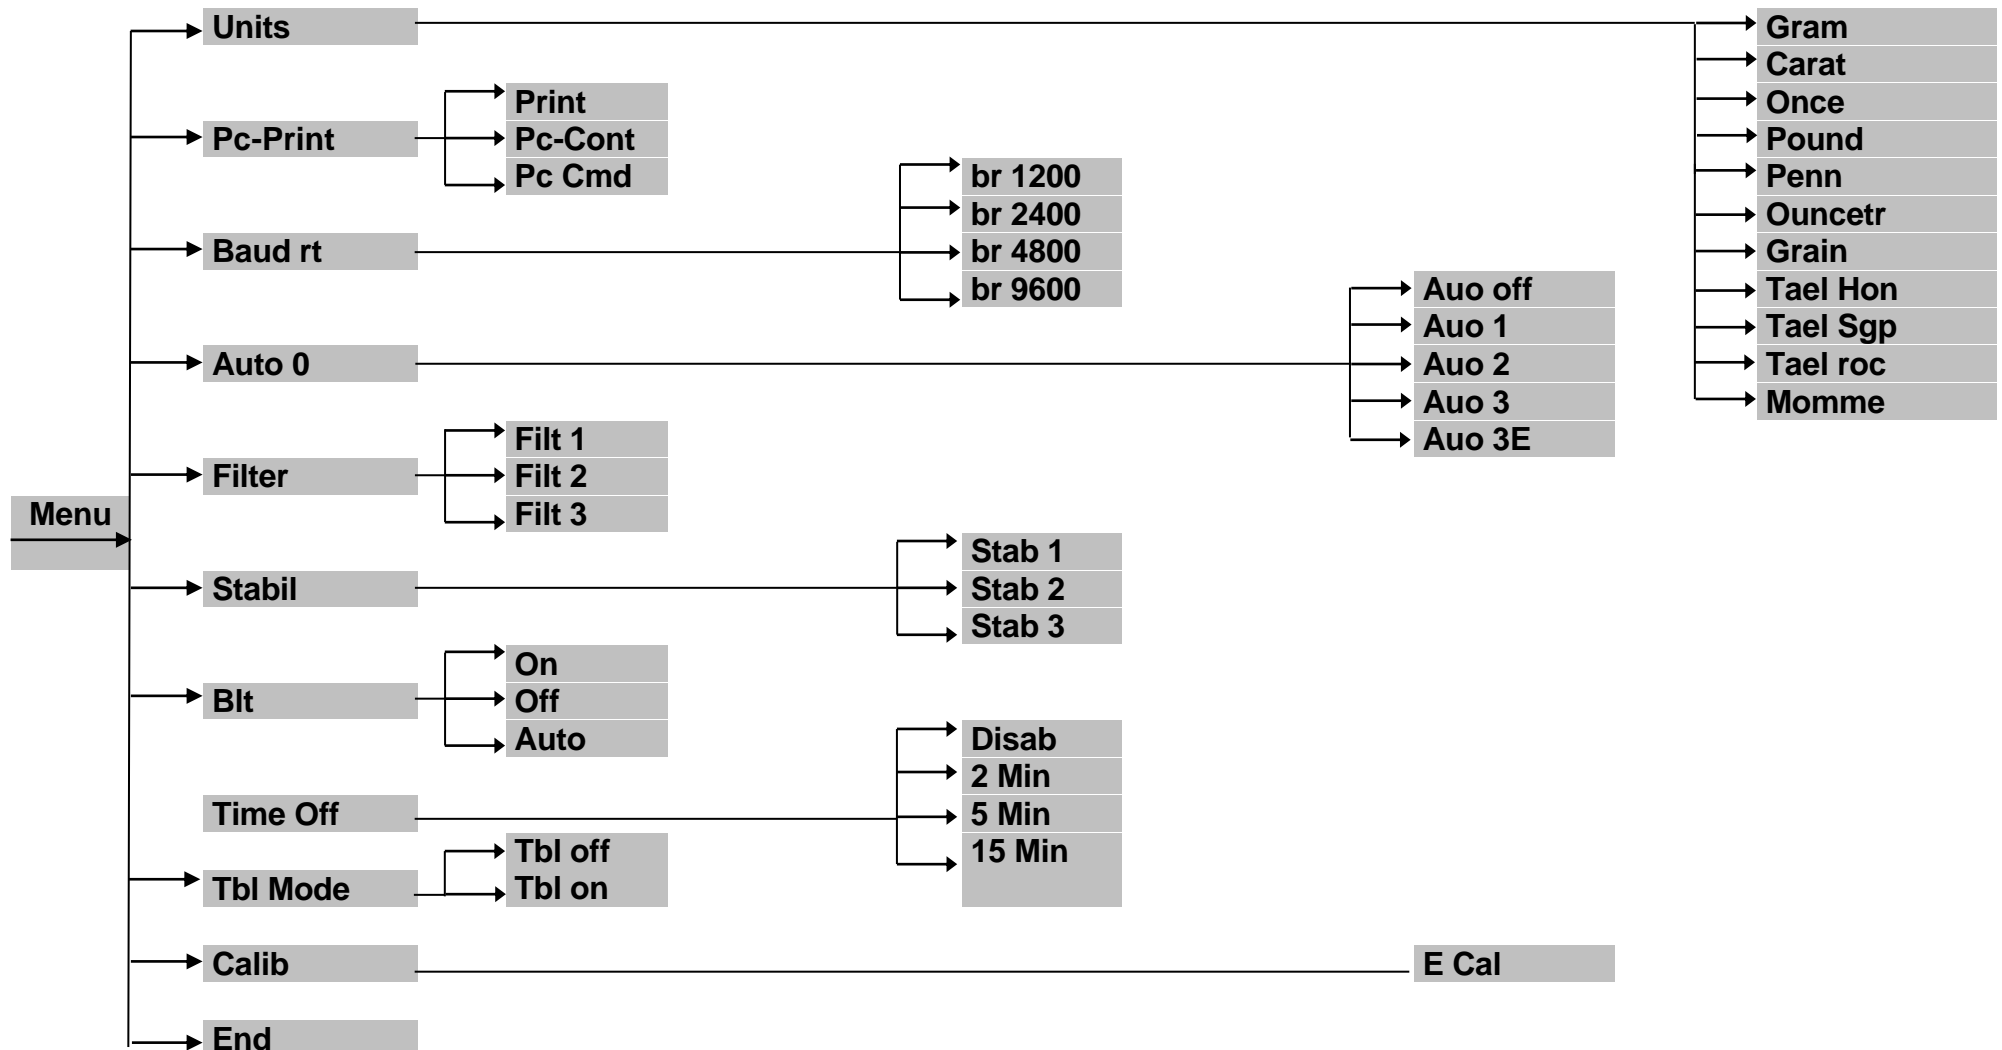 Menu
Units
Gram
Carat
Once
Pound
Penn
Ouncetr
Grain
Tael Hon
Tael Sgp
Tael roc
Momme
Pc-Print
Print
Pc-Cont
Pc Cmd
Baud rt
br 1200
br 2400
br 4800
br 9600
Auto 0
Auo off
Auo 1
Auo 2
Auo 3
Auo 3E
Filter
Filt 1
Filt 2
Filt 3
Stabil
Stab 1
Stab 2
Stab 3
Blt
On
Off
Auto
Time Off
Disab
2 Min
5 Min
15 Min
Tbl Mode
Tbl off
Tbl on
Calib
E Cal
End